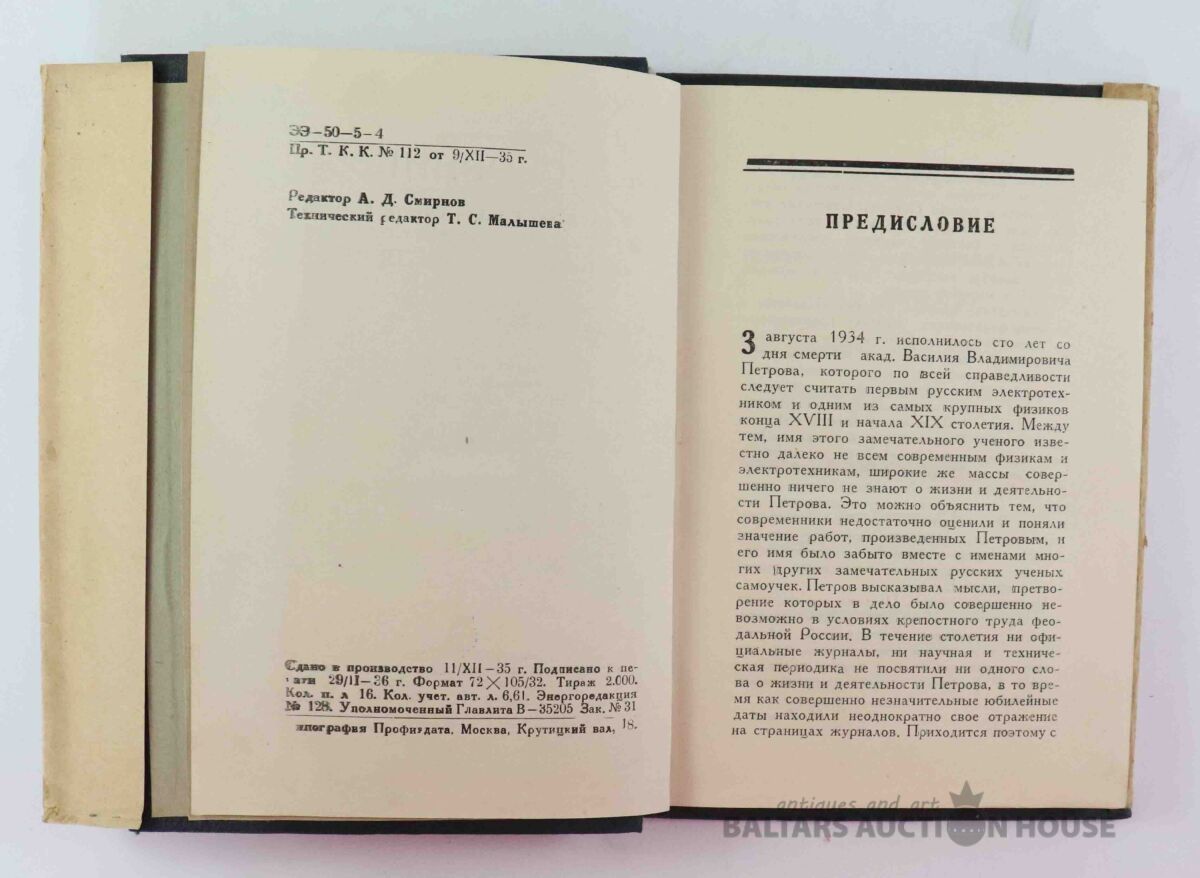 ЭЭ-50-5-4
Пр. Т. К. К. № 112 от 9/XII-35 г.
Редактор А. Д. Смирнов
Технический редактор Т. С. Малышева
Сдано в производство 11/XII-35 г. Подписано к пе-
чати 29/II-36 г. Формат 72×105/32. Тираж 2.000.
Кол. п. л 16. Кол. учет. авт. л. 6,61. Энергоредакция
№ 128. Уполномоченный Главлита В-35205 Зак. № 31
ипография Профиздата. Москва, Крутицкий вал, 18.
ПРЕДИСЛОВИЕ
3 августа 1934 г. исполнилось сто лет со
дня смерти акад. Василия Владимировича
Петрова, которого по всей справедливости
следует считать первым русским электротех-
ником и одним из самых крупных физиков
конца XVIII и начала XIX столетия. Между
тем, имя этого замечательного ученого изве-
стно далеко не всем современным физикам и
электротехникам, широкие же массы совер-
шенно ничего не знают о жизни и деятельно-
сти Петрова. Это можно объяснить тем, что
современники недостаточно оценили и поняли
значение работ, произведенных Петровым, и
его имя было забыто вместе с именами мно-
гих других замечательных русских ученых
самоучек. Петров высказывал мысли, претво-
рение которых в дело было совершенно не-
возможно в условиях крепостного труда фео-
дальной России. В течение столетия ни офи-
циальные журналы, ни научная и техниче-
ская периодика не посвятили ни одного сло-
ва о жизни и деятельности Петрова, в то вре-
мя как совершенно незначительные юбилейные
даты находили неоднократно свое отражение
на страницах журналов. Приходится поэтому с
antiques and art
BALTARS AUCTION HOUSE